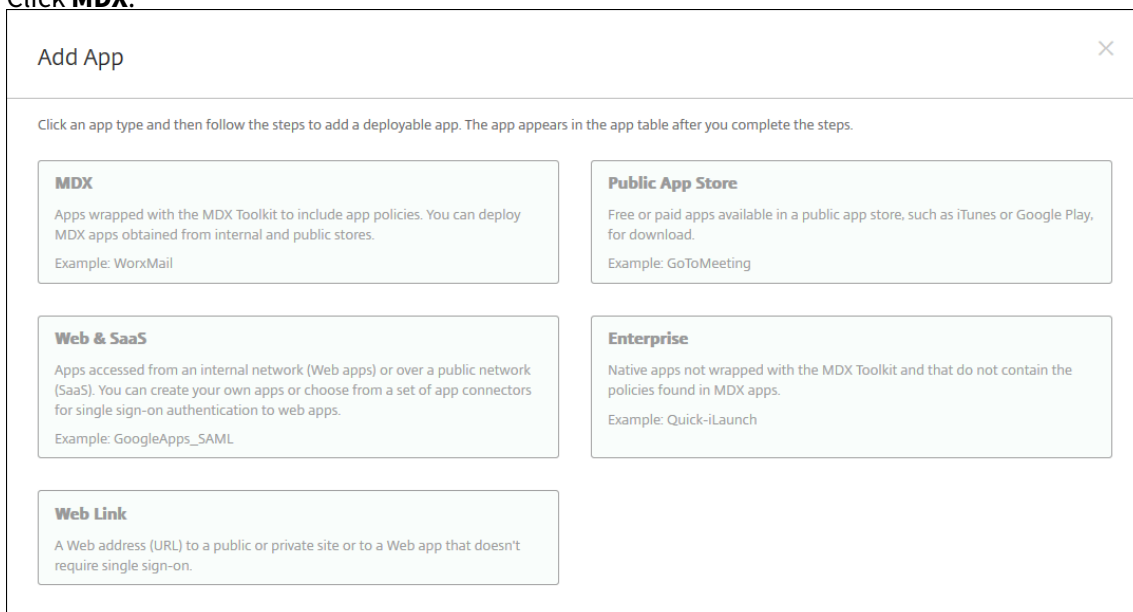 Click MDX.
Add App
Click an app type and then follow the steps to add a deployable app. The app appears in the app table after you complete the steps.
MDX
Apps wrapped with the MDX Toolkit to include app policies. You can deploy
MDX apps obtained from internal and public stores.
Example: WorxMail
Public App Store
Free or paid apps available in a public app store, such as iTunes or Google Play,
for download.
Example: GoToMeeting
Web & SaaS
Apps accessed from an internal network (Web apps) or over a public network
(SaaS). You can create your own apps or choose from a set of app connectors
for single sign-on authentication to web apps.
Example: GoogleApps_SAML
Enterprise
Native apps not wrapped with the MDX Toolkit and that do not contain the
policies found in MDX apps.
Example: Quick-iLaunch
Web Link
A Web address (URL) to a public or private site or to a Web app that doesn't
require single sign-on.